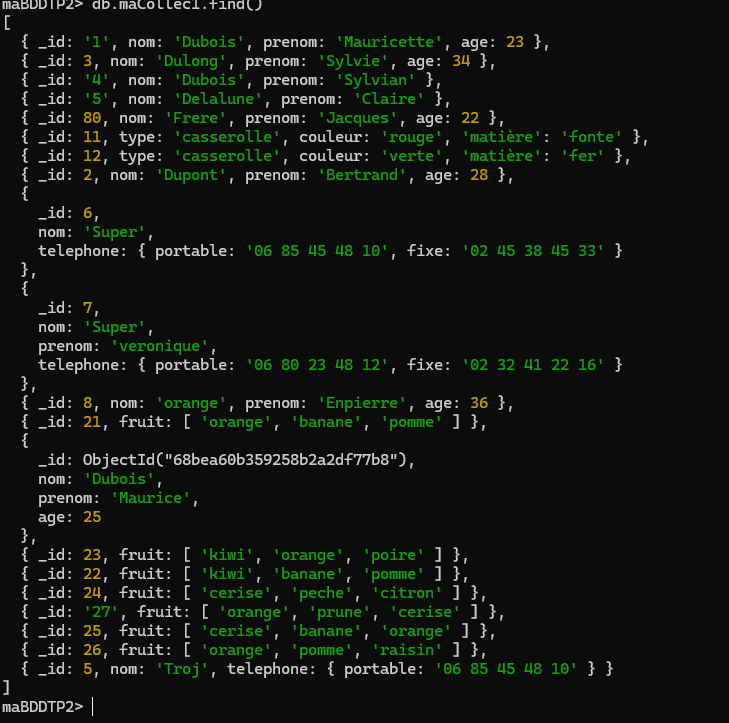 maBDDTP2> db.maCollec1.find()
[
  { _id: '1', nom: 'Dubois', prenom: 'Mauricette', age: 23 },
  { _id: 3, nom: 'Dulong', prenom: 'Sylvie', age: 34 },
  { _id: '4', nom: 'Dubois', prenom: 'Sylvian' },
  { _id: '5', nom: 'Delalune', prenom: 'Claire' },
  { _id: 80, nom: 'Frere', prenom: 'Jacques', age: 22 },
  { _id: 11, type: 'casserolle', couleur: 'rouge', 'matière': 'fonte' },
  { _id: 12, type: 'casserolle', couleur: 'verte', 'matière': 'fer' },
  { _id: 2, nom: 'Dupont', prenom: 'Bertrand', age: 28 },
  {
    _id: 6,
    nom: 'Super',
    telephone: { portable: '06 85 45 48 10', fixe: '02 45 38 45 33' }
  },
  {
    _id: 7,
    nom: 'Super',
    prenom: 'veronique',
    telephone: { portable: '06 80 23 48 12', fixe: '02 32 41 22 16' }
  },
  { _id: 8, nom: 'orange', prenom: 'Enpierre', age: 36 },
  { _id: 21, fruit: [ 'orange', 'banane', 'pomme' ] },
  {
    _id: ObjectId("68bea60b359258b2a2df77b8"),
    nom: 'Dubois',
    prenom: 'Maurice',
    age: 25
  },
  { _id: 23, fruit: [ 'kiwi', 'orange', 'poire' ] },
  { _id: 22, fruit: [ 'kiwi', 'banane', 'pomme' ] },
  { _id: 24, fruit: [ 'cerise', 'peche', 'citron' ] },
  { _id: '27', fruit: [ 'orange', 'prune', 'cerise' ] },
  { _id: 25, fruit: [ 'cerise', 'banane', 'orange' ] },
  { _id: 26, fruit: [ 'orange', 'pomme', 'raisin' ] },
  { _id: 5, nom: 'Troj', telephone: { portable: '06 85 45 48 10' } }
]
maBDDTP2>